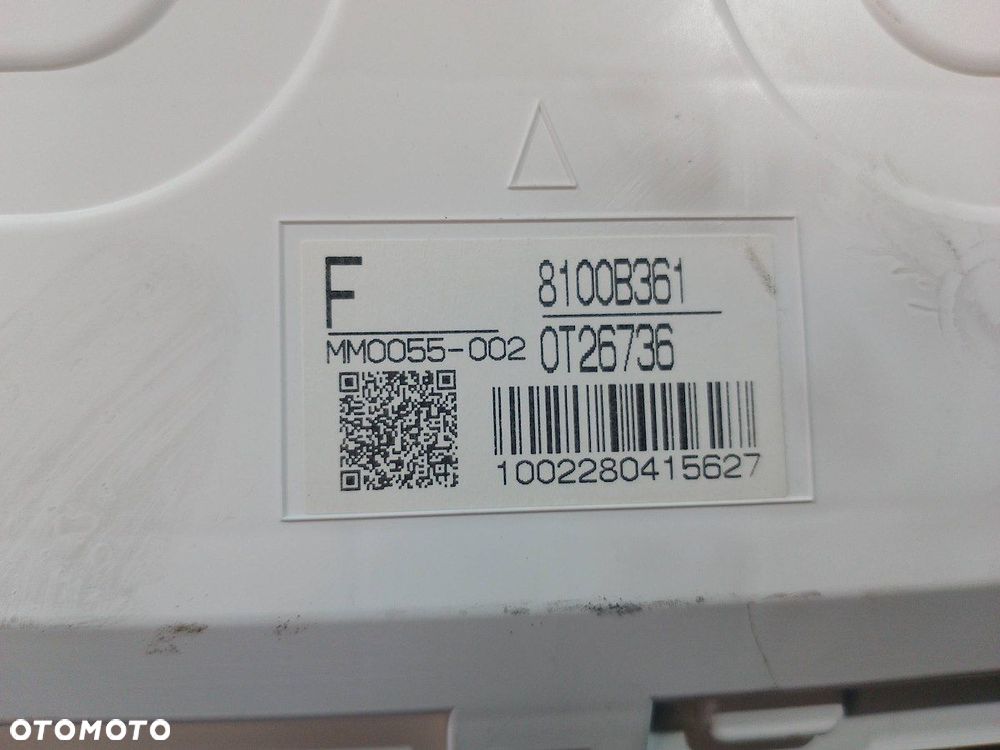 F
8100B361
MM0055-002
0T26736
1002280415627
OTOMOTO